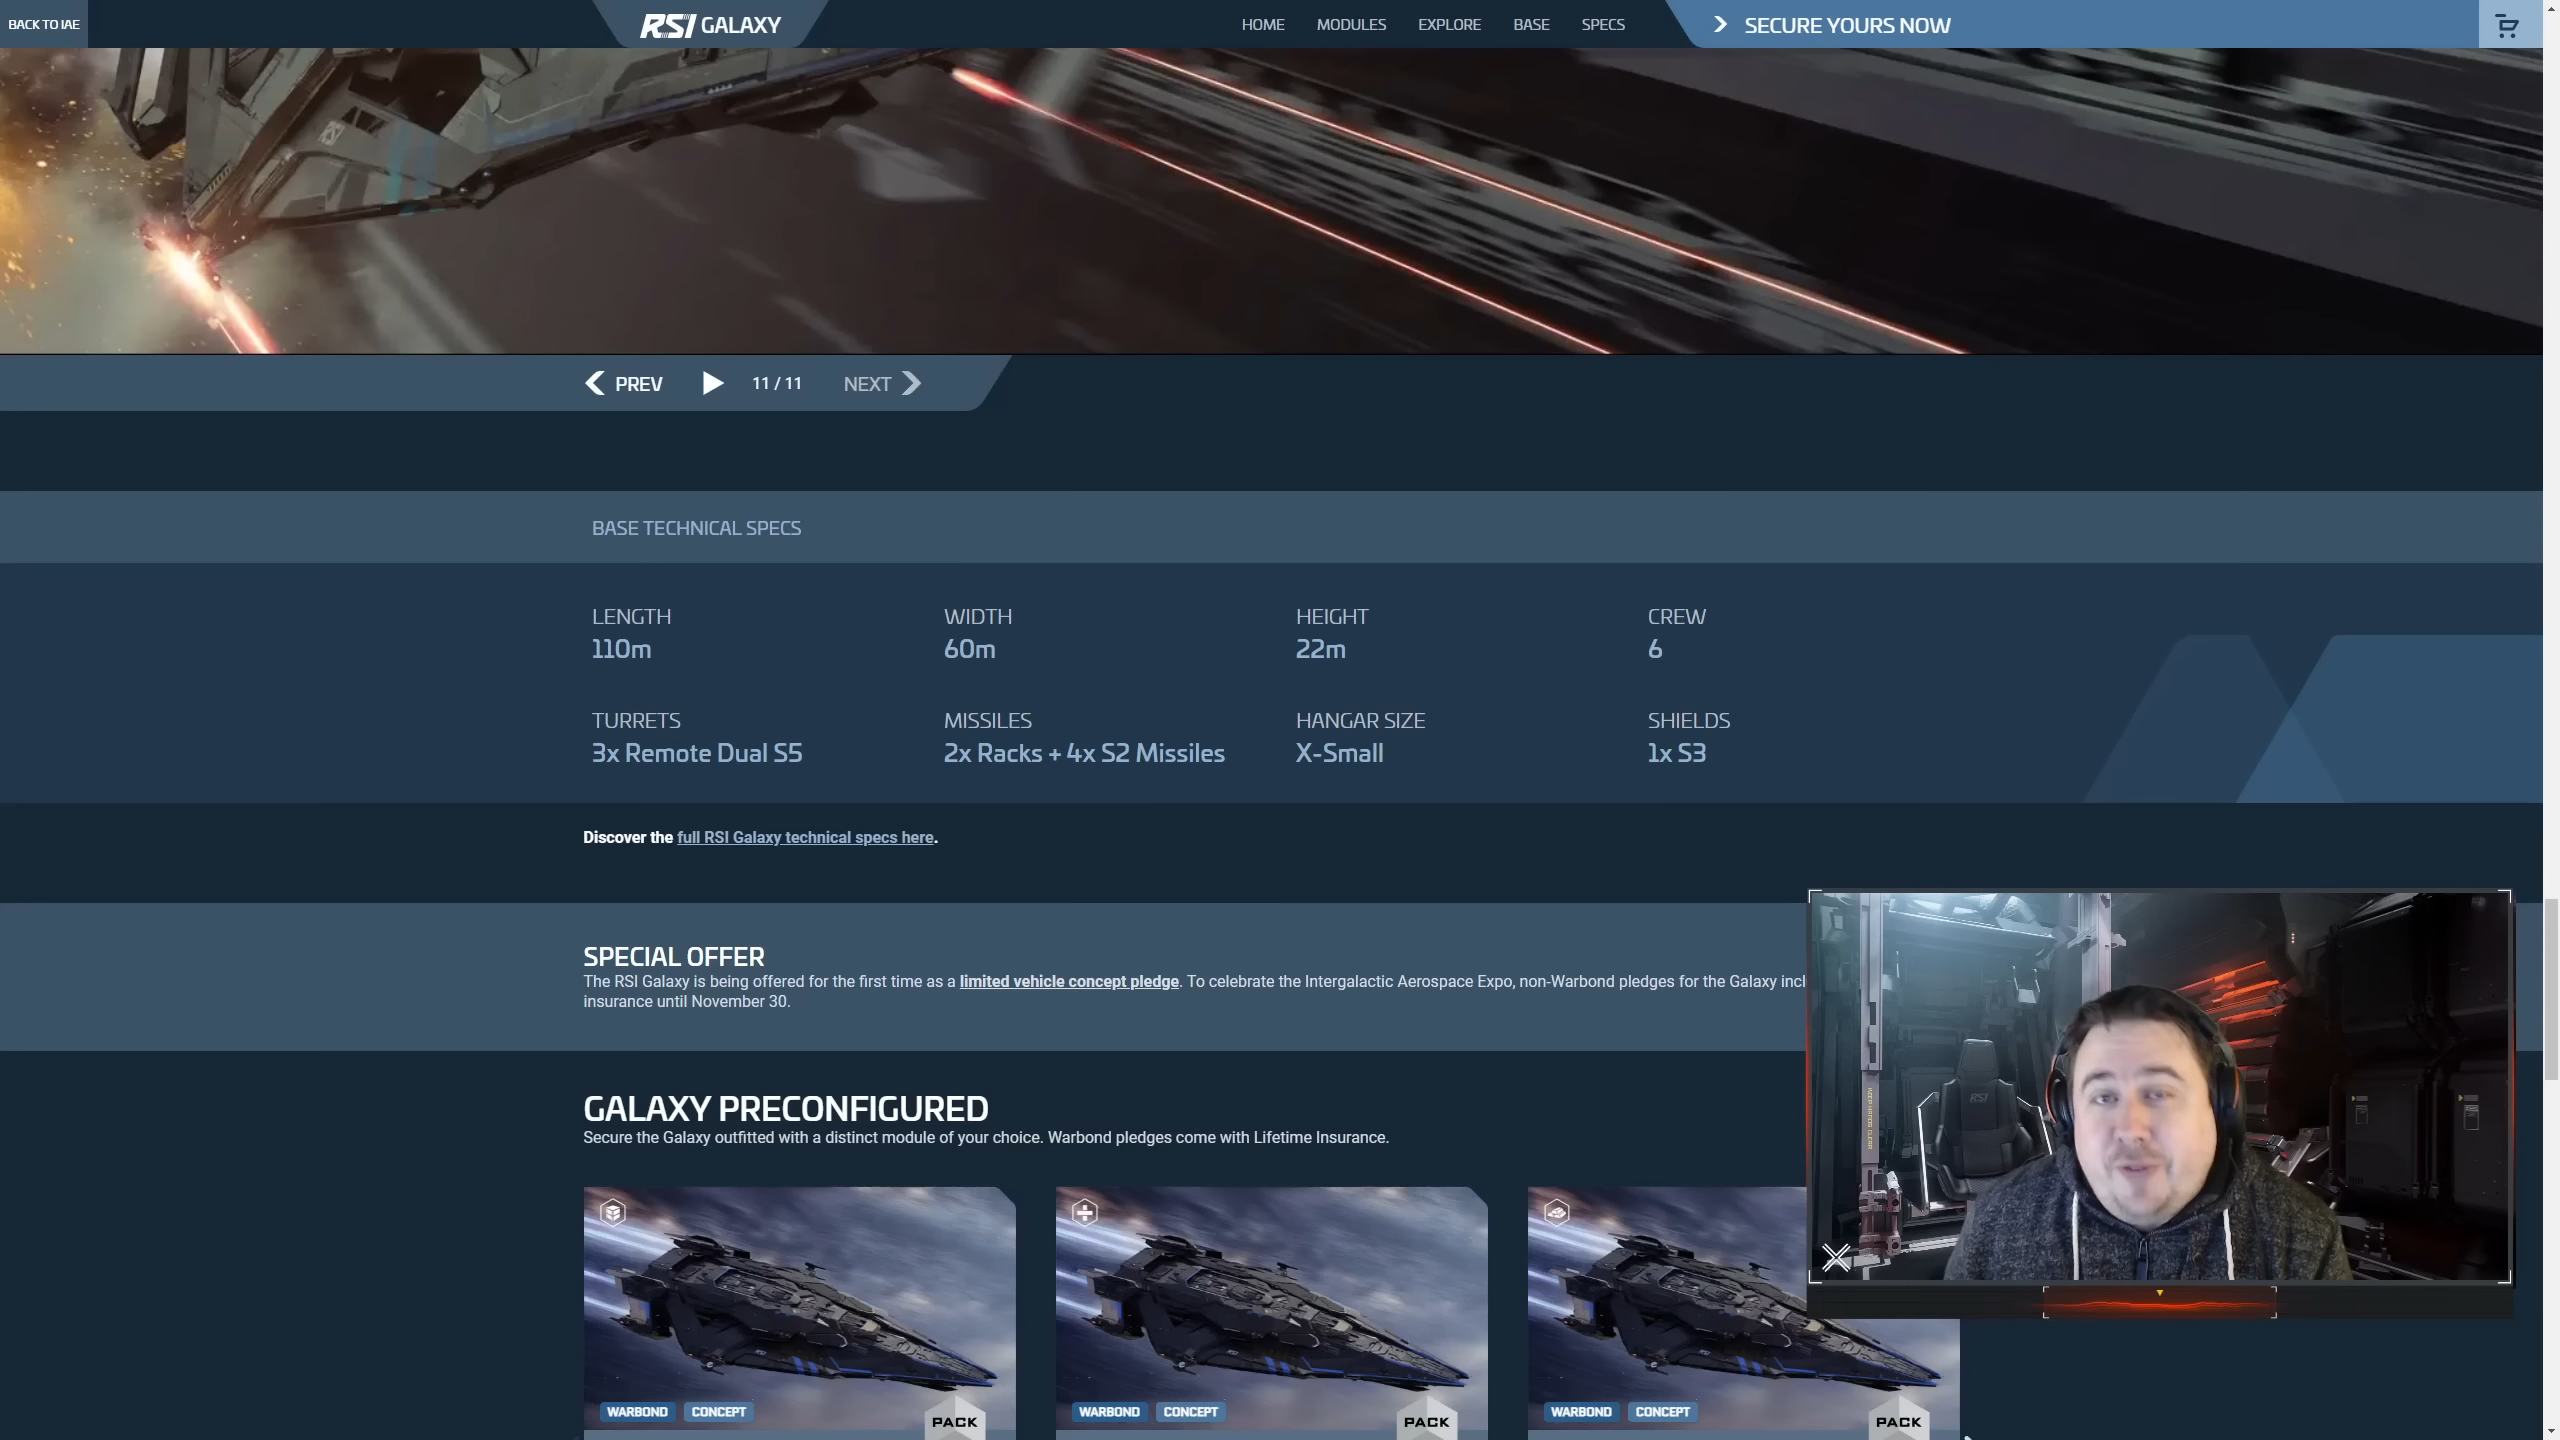 BACK TO IAE
RSI GALAXY
HOME MODULES EXPLORE BASE SPECS
SECURE YOURS NOW
PREV 11 / 11 NEXT
BASE TECHNICAL SPECS
LENGTH WIDTH HEIGHT CREW
110m 60m 22m 6
TURRETS MISSILES HANGAR SIZE SHIELDS
3x Remote Dual S5 2x Racks + 4x S2 Missiles X-Small 1x S3
Discover the full RSI Galaxy technical specs here.
SPECIAL OFFER
The RSI Galaxy is being offered for the first time as a limited vehicle concept pledge. To celebrate the Intergalactic Aerospace Expo, non-Warbond pledges for the Galaxy incl
insurance until November 30.
GALAXY PRECONFIGURED
Secure the Galaxy outfitted with a distinct module of your choice. Warbond pledges come with Lifetime Insurance.
RSI
WARBOND CONCEPT PACK
WARBOND CONCEPT PACK
WARBOND CONCEPT PACK